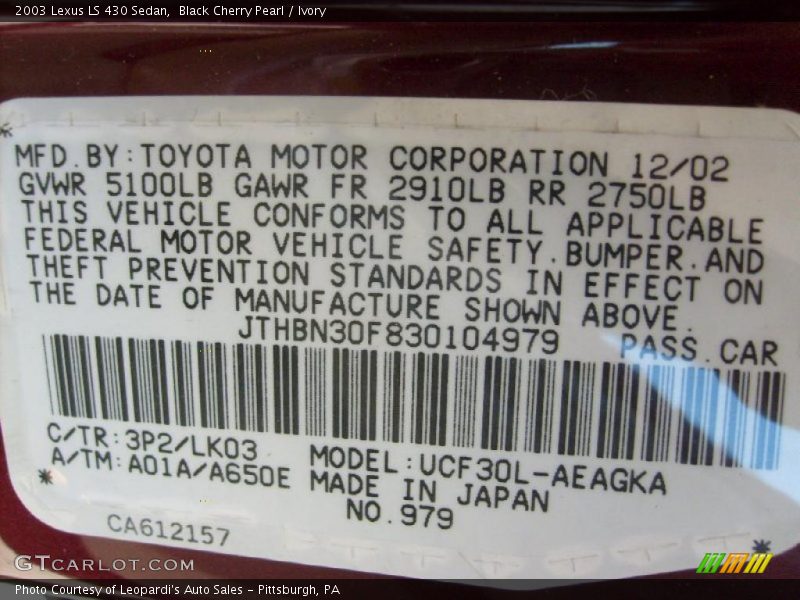 2003 Lexus LS 430 Sedan,  Black Cherry Pearl / Ivory
MFD.BY:TOYOTA MOTOR CORPORATION 12/02
GVWR 5100LB GAWR FR 2910LB RR 2750LB
THIS VEHICLE CONFORMS TO ALL APPLICABLE
FEDERAL MOTOR VEHICLE SAFETY.BUMPER.AND
THEFT PREVENTION STANDARDS IN EFFECT ON
THE DATE OF MANUFACTURE SHOWN ABOVE.
JTHBN30F830104979 PASS.CAR
C/TR:3P2/LK03 MODEL:UCF30L-AEAGKA
A/TM:A01A/A650E MADE IN JAPAN
NO.979
CA612157
GTcarlot.com
Photo Courtesy of Leopardi's Auto Sales - Pittsburgh, PA